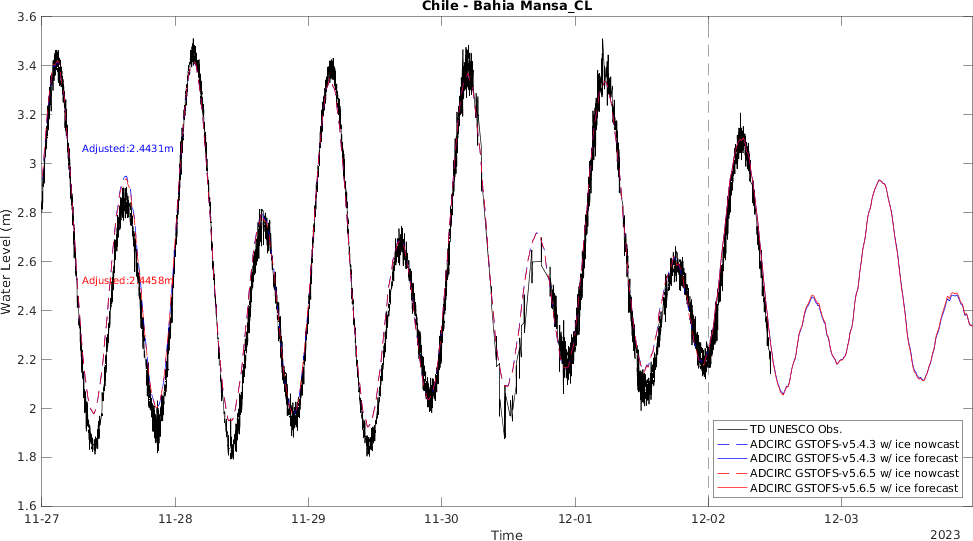 Chile - Bahia Mansa_CL
3.6
3.4
3.2
3
2.8
2.6
2.4
2.2
2
1.8
1.6
Water Level (m)
Adjusted:2.4431m
Adjusted:2.4458m
TD UNESCO Obs.
ADCIRC GSTOFS-v5.4.3 w/ ice nowcast
ADCIRC GSTOFS-v5.4.3 w/ ice forecast
ADCIRC GSTOFS-v5.6.5 w/ ice nowcast
ADCIRC GSTOFS-v5.6.5 w/ ice forecast
11-27 11-28 11-29 11-30 12-01 12-02 12-03
Time
2023